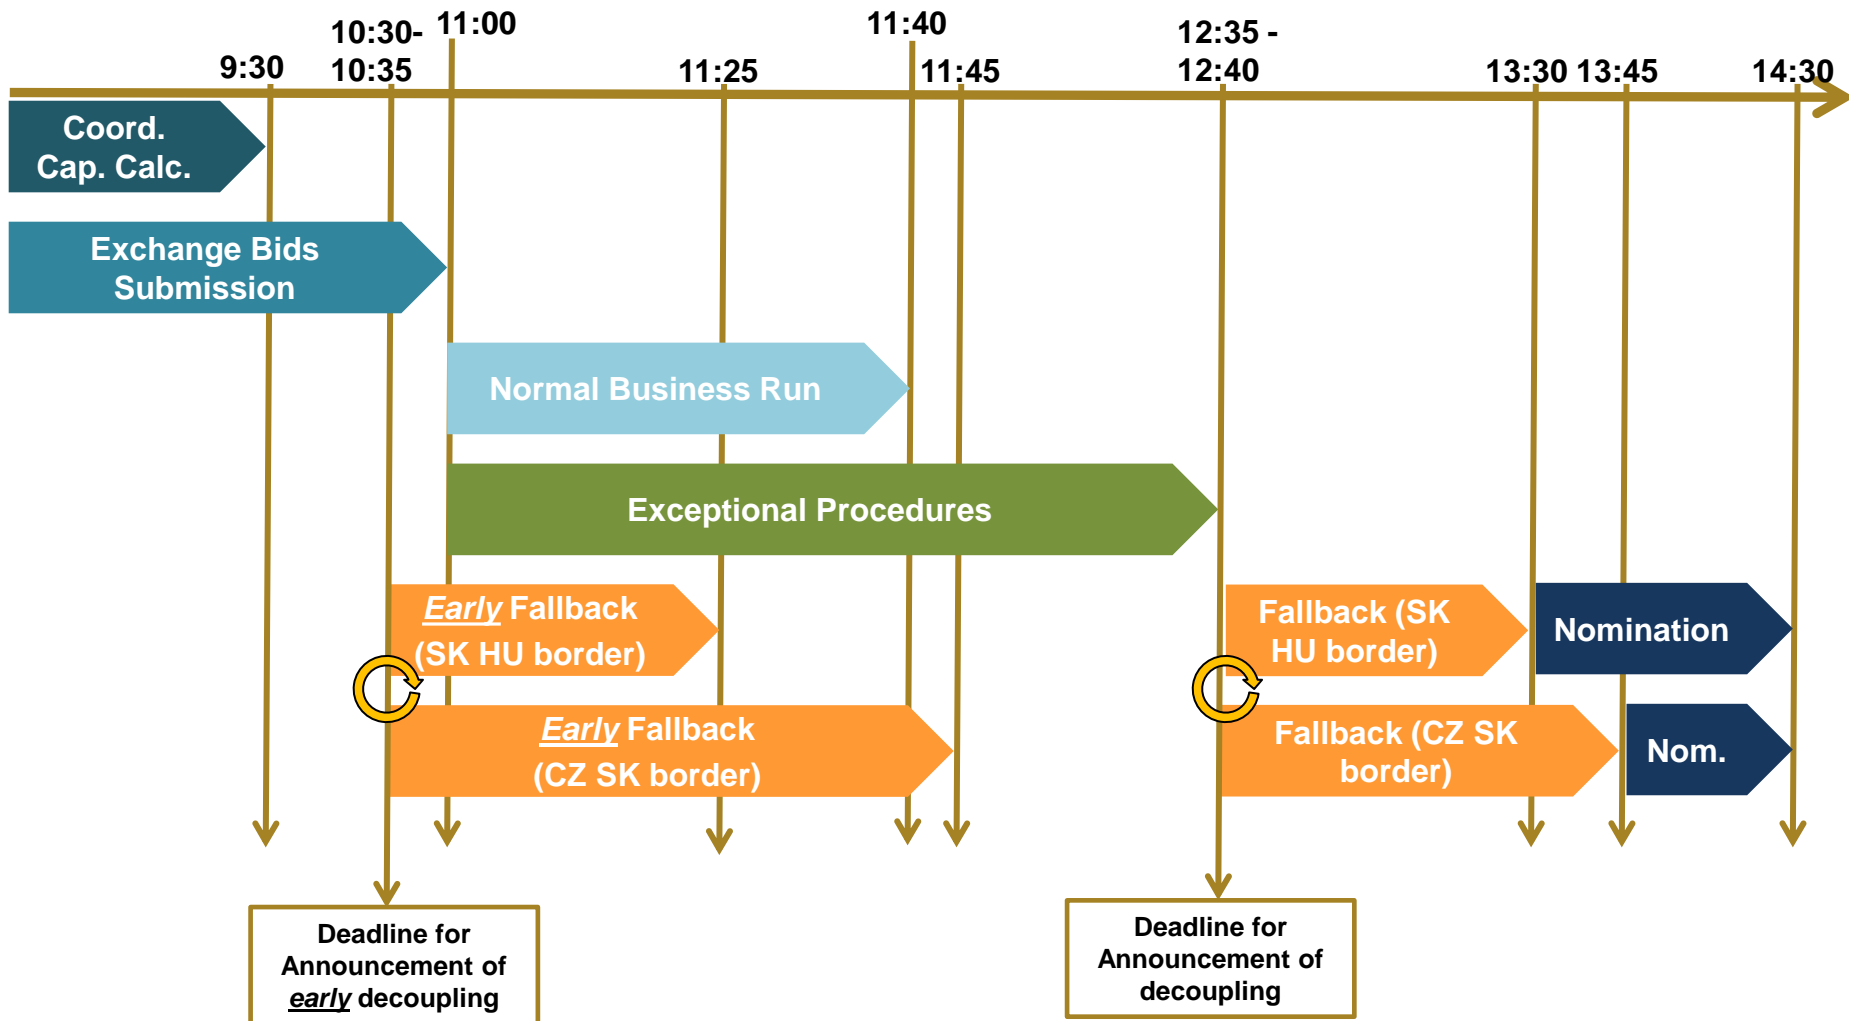 10:30-
10:35
11:00
11:40
12:35 -
12:40
9:30
11:25
11:45
13:30
13:45
14:30
Coord.
Cap. Calc.
Exchange Bids
Submission
Normal Business Run
Exceptional Procedures
Early Fallback
(SK HU border)
Fallback (SK
HU border)
Nomination
Early Fallback
(CZ SK border)
Fallback (CZ SK
border)
Nom.
Deadline for
Announcement of
early decoupling
Deadline for
Announcement of
decoupling